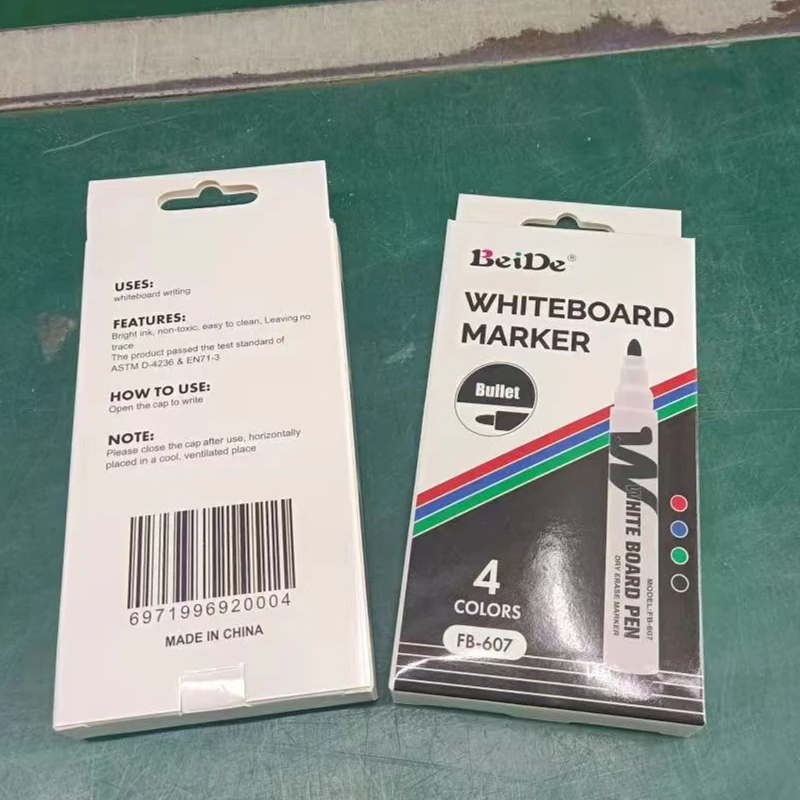 USES:
whiteboard writing
FEATURES:
Bright ink, non-toxic, easy to clean, Leaving no
trace
The product passed the test standard of
ASTM D-4236 & EN71-3
HOW TO USE:
Open the cap to write
NOTE:
Please close the cap after use, horizontally
placed in a cool, ventilated place
6971996920004
MADE IN CHINA
BeiDe®
WHITEBOARD
MARKER
Bullet
W
WHITE BOARD PEN
DRY ERASE MARKER
MODEL:FB-607
4
COLORS
FB-607